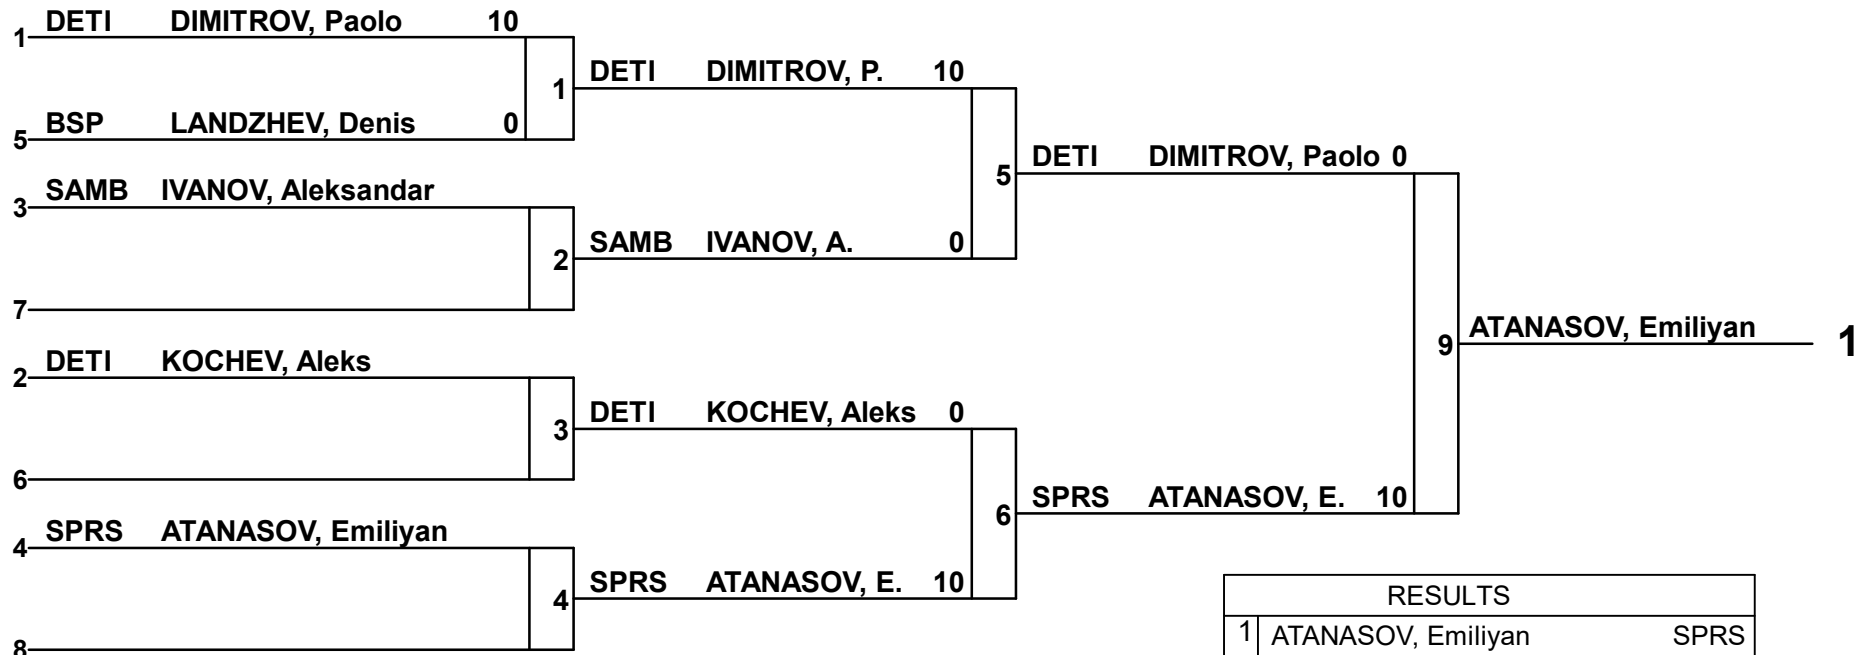 1 DETI DIMITROV, Paolo 10
5 BSP LANDZHEV, Denis 0
1 DETI DIMITROV, P. 10
3 SAMB IVANOV, Aleksandar
7
2 SAMB IVANOV, A. 0
5 DETI DIMITROV, Paolo 0
2 DETI KOCHEV, Aleks
6
3 DETI KOCHEV, Aleks 0
4 SPRS ATANASOV, Emiliyan
8
4 SPRS ATANASOV, E. 10
6 SPRS ATANASOV, E. 10
9 ATANASOV, Emiliyan 1
RESULTS
1 ATANASOV, Emiliyan SPRS